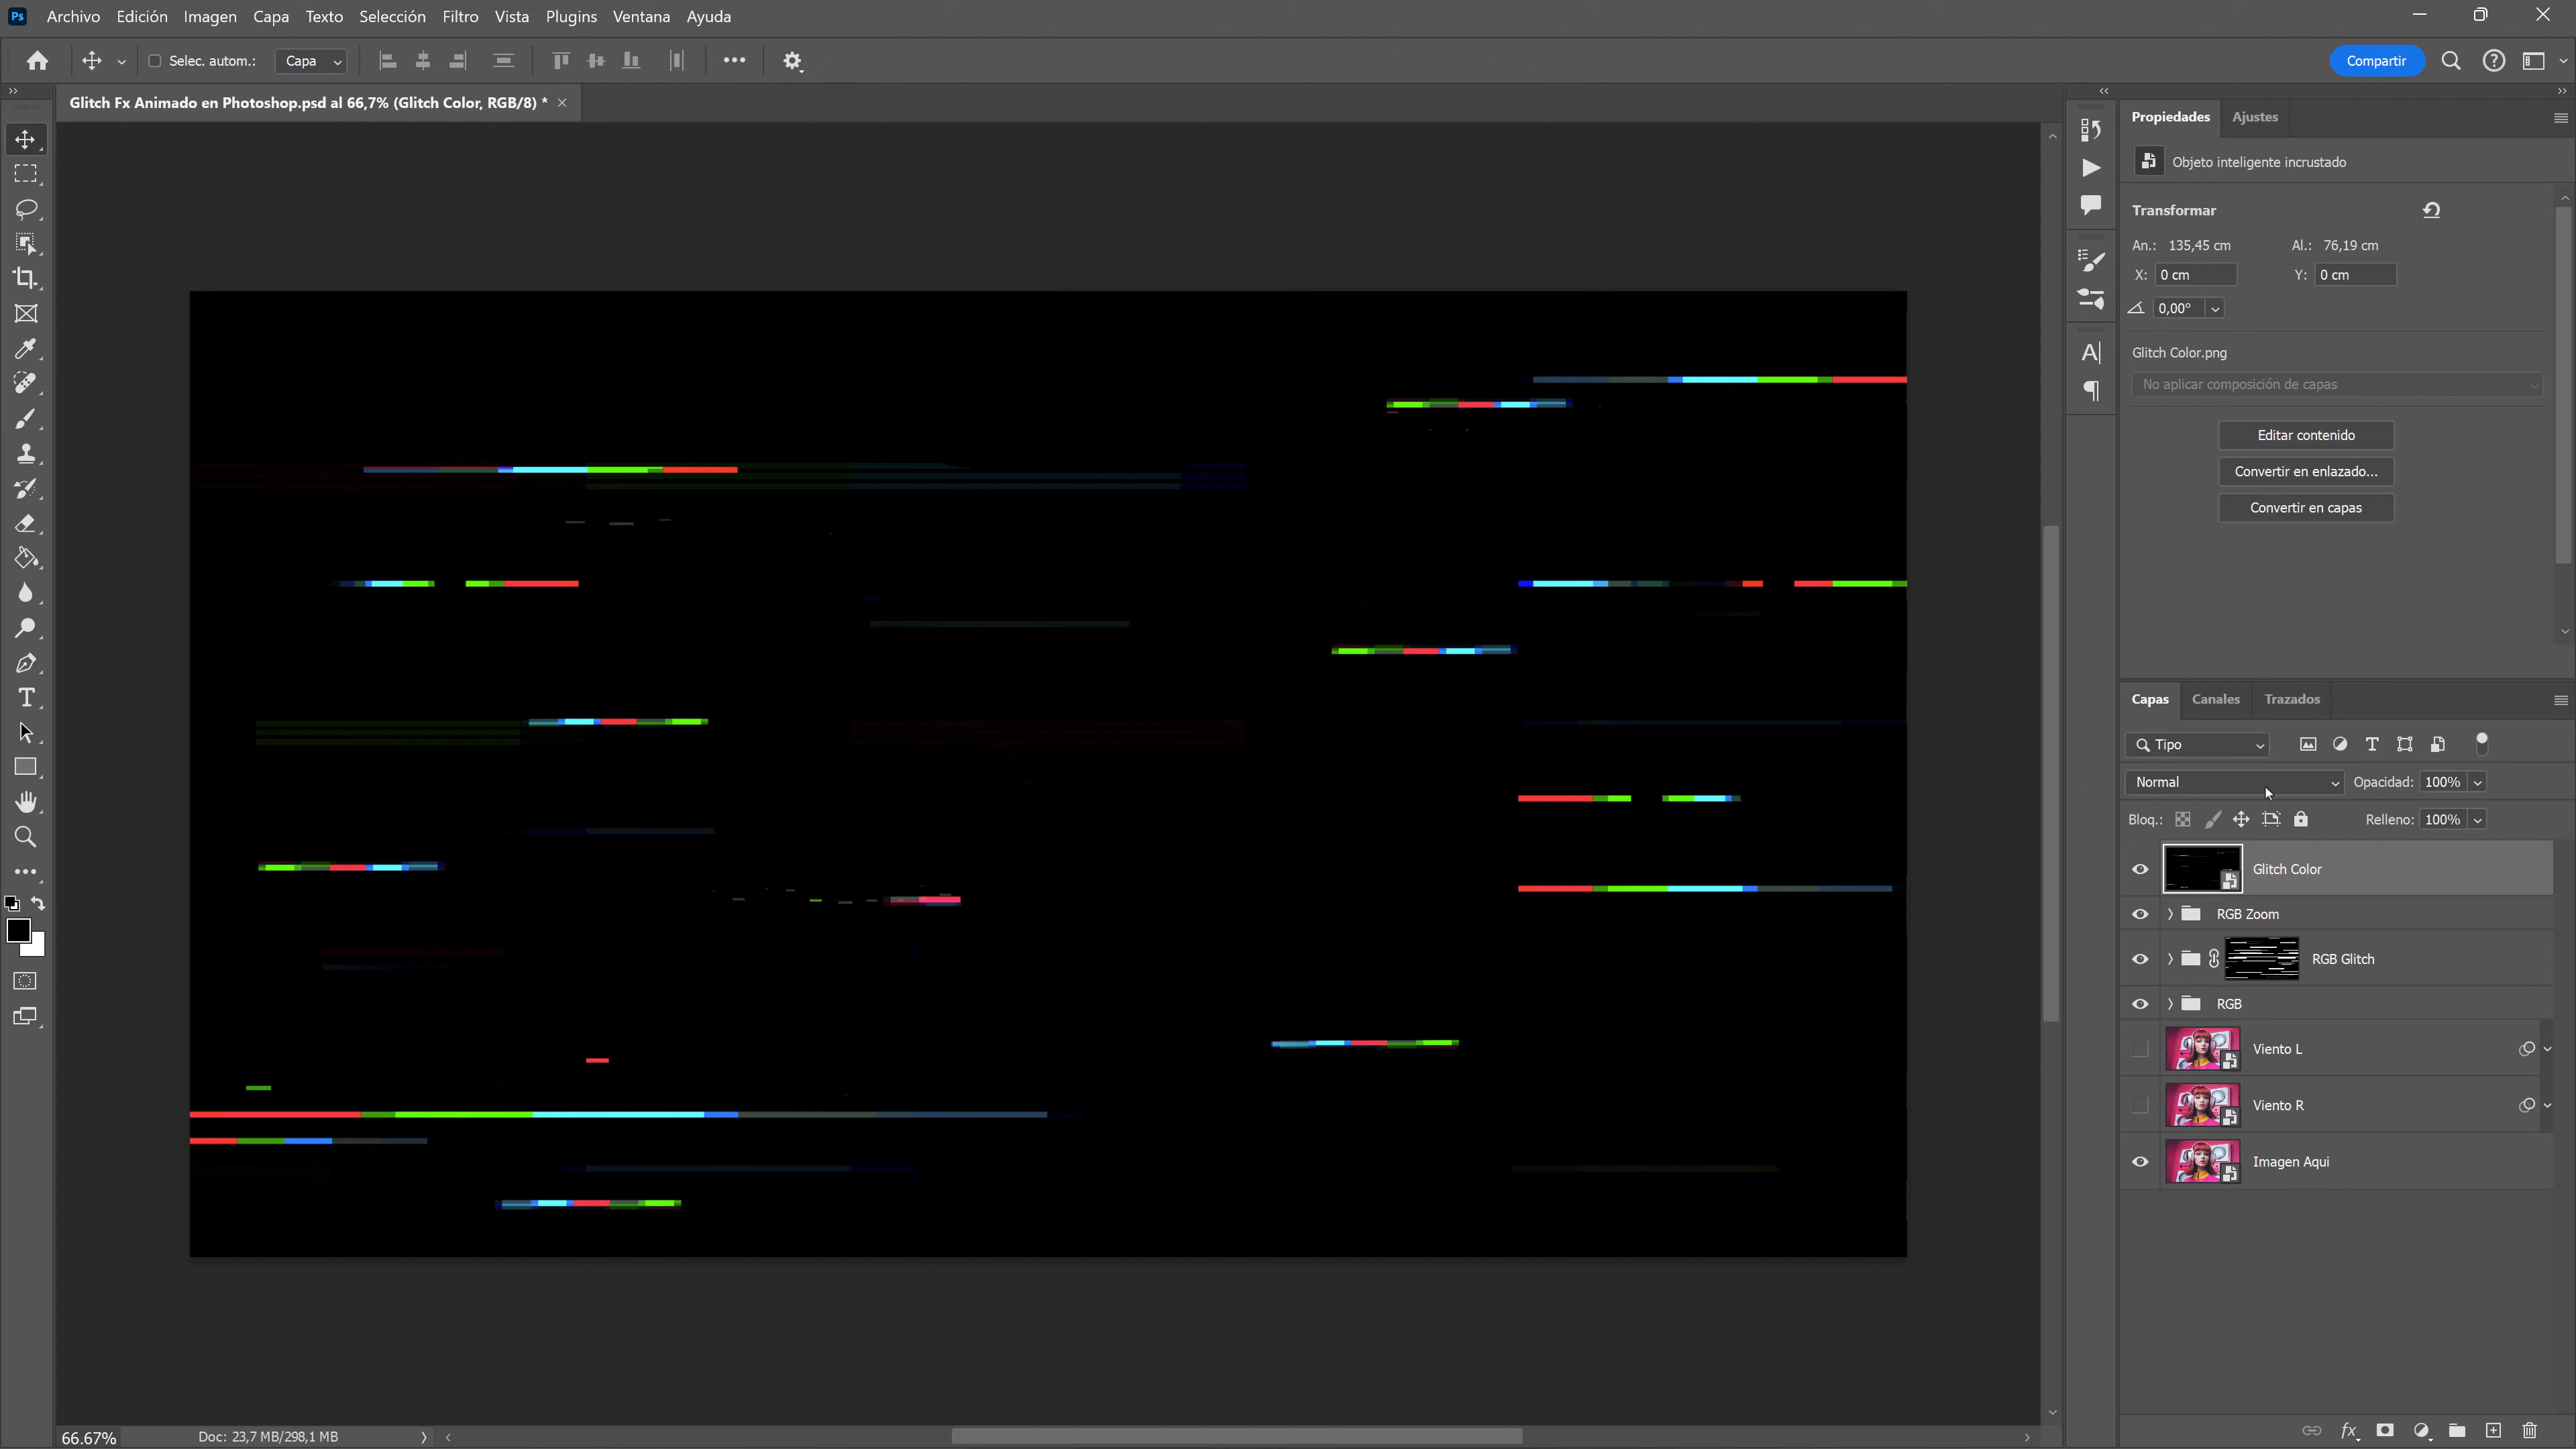 Ps Archivo Edición Imagen Capa Texto Selección Filtro Vista Plugins Ventana Ayuda
Selec. autom.: Capa Compartir
Glitch Fx Animado en Photoshop.psd al 66,7% (Glitch Color, RGB/8) *
Propiedades Ajustes
Objeto inteligente incrustado
Transformar
An.: 135,45 cm Al.: 76,19 cm
X: 0 cm Y: 0 cm
0,00°
Glitch Color.png
No aplicar composición de capas
Editar contenido
Convertir en enlazado...
Convertir en capas
Capas Canales Trazados
Tipo
Normal Opacidad: 100%
Bloq.: Relleno: 100%
Glitch Color
RGB Zoom
RGB Glitch
RGB
Viento L
Viento R
Imagen Aqui
66.67% Doc: 23,7 MB/298,1 MB